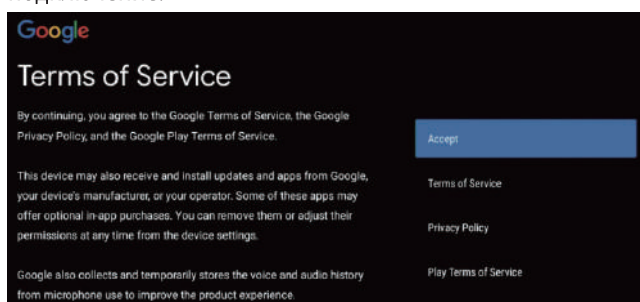 Google
Terms of Service
By continuing, you agree to the Google Terms of Service, the Google
Privacy Policy, and the Google Play Terms of Service.
This device may also receive and install updates and apps from Google,
your device's manufacturer, or your operator. Some of these apps may
offer optional in-app purchases. You can remove them or adjust their
permissions at any time from the device settings.
Google also collects and temporarily stores the voice and audio history
from microphone use to improve the product experience.
Accept
Terms of Service
Privacy Policy
Play Terms of Service